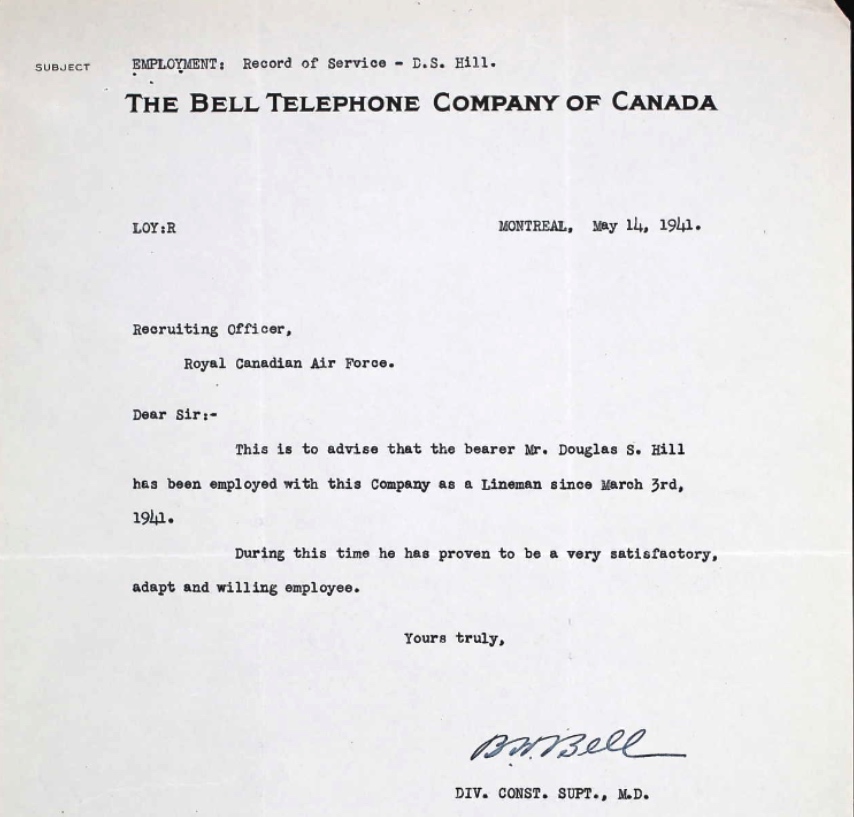 SUBJECT EMPLOYMENT: Record of Service - D.S. Hill.
THE BELL TELEPHONE COMPANY OF CANADA
LOY:R MONTREAL, May 14, 1941.
Recruiting Officer,
Royal Canadian Air Force.
Dear Sir:-
This is to advise that the bearer Mr. Douglas S. Hill
has been employed with this Company as a Lineman since March 3rd,
1941.
During this time he has proven to be a very satisfactory,
adapt and willing employee.
Yours truly,
Bell
DIV. CONST. SUPT., M.D.